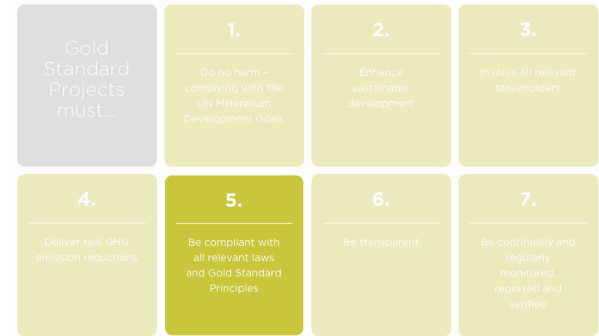 Gold
Standard
Projects
must...
1.
Do no harm -
complying with the
UN Millennium
Development Goals
2.
Enhance
sustainable
development
3.
Involve all relevant
stakeholders
4.
Deliver real GHG
emission reductions
5.
Be compliant with
all relevant laws
and Gold Standard
Principles
6.
Be transparent
7.
Be continually and
regularly
monitored,
reported and
verified